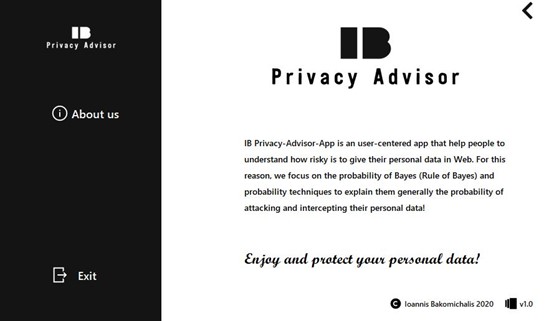 IB
Privacy Advisor
About us
Exit
IB
Privacy Advisor
IB Privacy-Advisor-App is an user-centered app that help people to
understand how risky is to give their personal data in Web. For this
reason, we focus on the probability of Bayes (Rule of Bayes) and
probability techniques to explain them generally the probability of
attacking and intercepting their personal data!
Enjoy and protect your personal data!
C Ioannis Bakomichalis 2020 v1.0